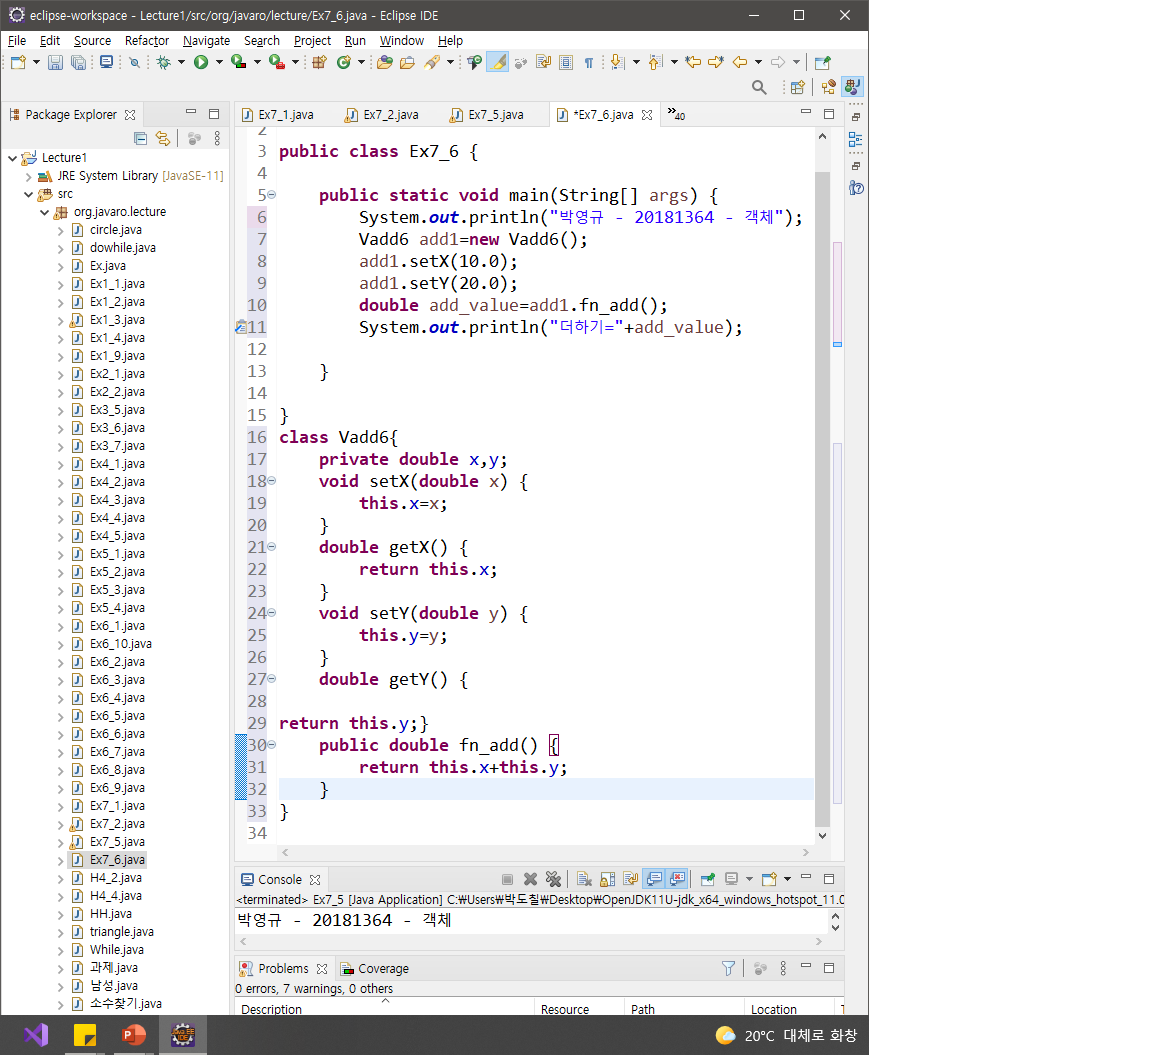 eclipse-workspace - Lecture1/src/org/javaro/lecture/Ex7_6.java - Eclipse IDE
File Edit Source Refactor Navigate Search Project Run Window Help
Package Explorer
Lecture1
JRE System Library [JavaSE-11]
src
org.javaro.lecture
circle.java
dowhile.java
Ex.java
Ex1_1.java
Ex1_2.java
Ex1_3.java
Ex1_4.java
Ex1_9.java
Ex2_1.java
Ex2_2.java
Ex3_5.java
Ex3_6.java
Ex3_7.java
Ex4_1.java
Ex4_2.java
Ex4_3.java
Ex4_4.java
Ex4_5.java
Ex5_1.java
Ex5_2.java
Ex5_3.java
Ex5_4.java
Ex6_1.java
Ex6_10.java
Ex6_2.java
Ex6_3.java
Ex6_4.java
Ex6_5.java
Ex6_6.java
Ex6_7.java
Ex6_8.java
Ex6_9.java
Ex7_1.java
Ex7_2.java
Ex7_5.java
Ex7_6.java
H4_2.java
H4_4.java
HH.java
triangle.java
While.java
과제.java
남성.java
소수찾기.java
Ex7_1.java Ex7_2.java Ex7_5.java *Ex7_6.java »40
2
3 public class Ex7_6 {
4
5 public static void main(String[] args) {
6 System.out.println("박영규 - 20181364 - 객체");
7 Vadd6 add1=new Vadd6();
8 add1.setX(10.0);
9 add1.setY(20.0);
10 double add_value=add1.fn_add();
11 System.out.println("더하기="+add_value);
12
13 }
14
15 }
16 class Vadd6{
17 private double x,y;
18 void setX(double x) {
19 this.x=x;
20 }
21 double getX() {
22 return this.x;
23 }
24 void setY(double y) {
25 this.y=y;
26 }
27 double getY() {
28
29 return this.y;}
30 public double fn_add() {
31 return this.x+this.y;
32 }
33 }
34
Console
<terminated> Ex7_5 [Java Application] C:₩Users₩박도칠₩Desktop₩OpenJDK11U-jdk_x64_windows_hotspot_11.0
박영규 - 20181364 - 객체
Problems Coverage
0 errors, 7 warnings, 0 others
Description Resource Path Location
20°C 대체로 화창